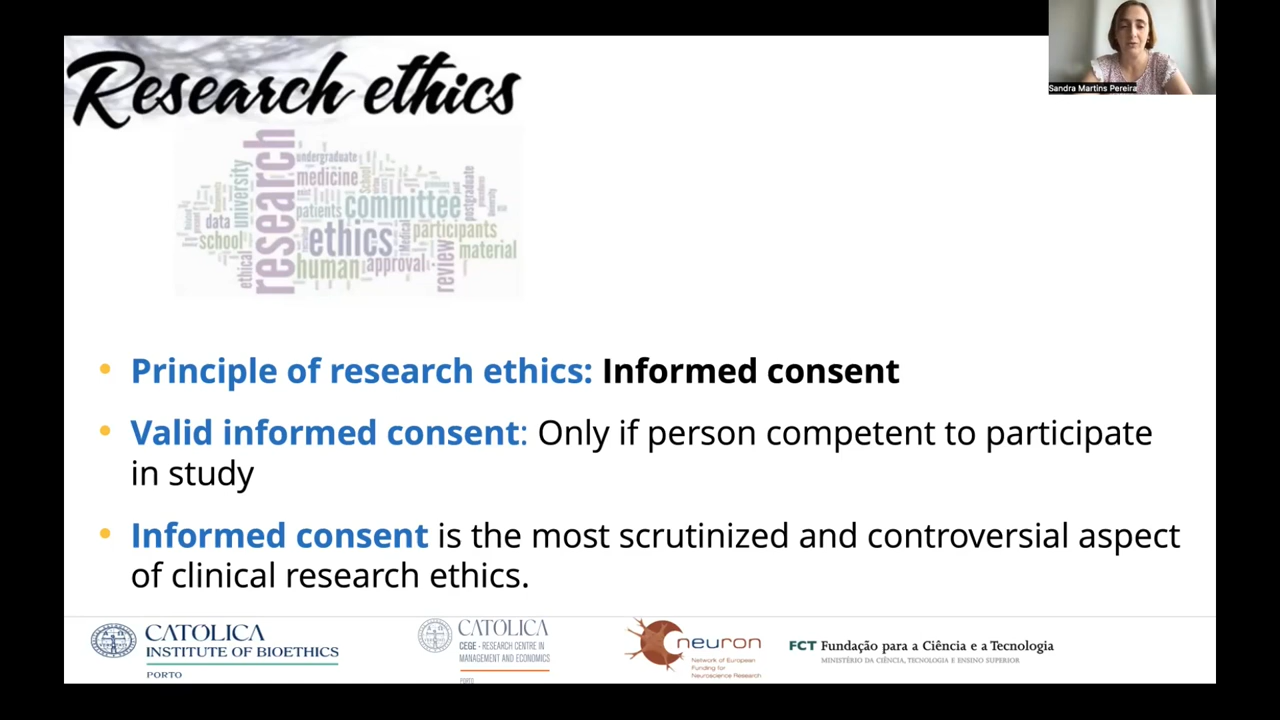 Research ethics
Sandra Martins Pereira
research
undergraduate
medicine
university
patients
committee
postgraduate
data
school
ethics
participants
Medical
material
ethical
human
approval
review
• Principle of research ethics: Informed consent
• Valid informed consent: Only if person competent to participate
in study
• Informed consent is the most scrutinized and controversial aspect
of clinical research ethics.
CATOLICA
INSTITUTE OF BIOETHICS
PORTO
CATOLICA
CEGE - RESEARCH CENTRE IN
MANAGEMENT AND ECONOMICS
PORTO
neuron
Network of European
Funding for
Neuroscience Research
FCT Fundação para a Ciência e a Tecnologia
MINISTÉRIO DA CIÊNCIA, TECNOLOGIA E ENSINO SUPERIOR